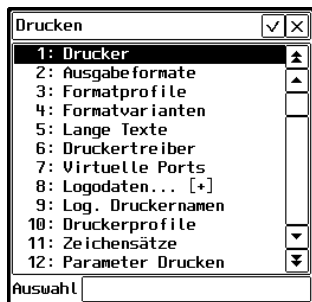 Drucken
1: Drucker
2: Ausgabeformate
3: Formatprofile
4: Formatvarianten
5: Lange Texte
6: Druckertreiber
7: Virtuelle Ports
8: Logodaten... [+]
9: Log. Druckernamen
10: Druckerprofile
11: Zeichensätze
12: Parameter Drucken
Auswahl